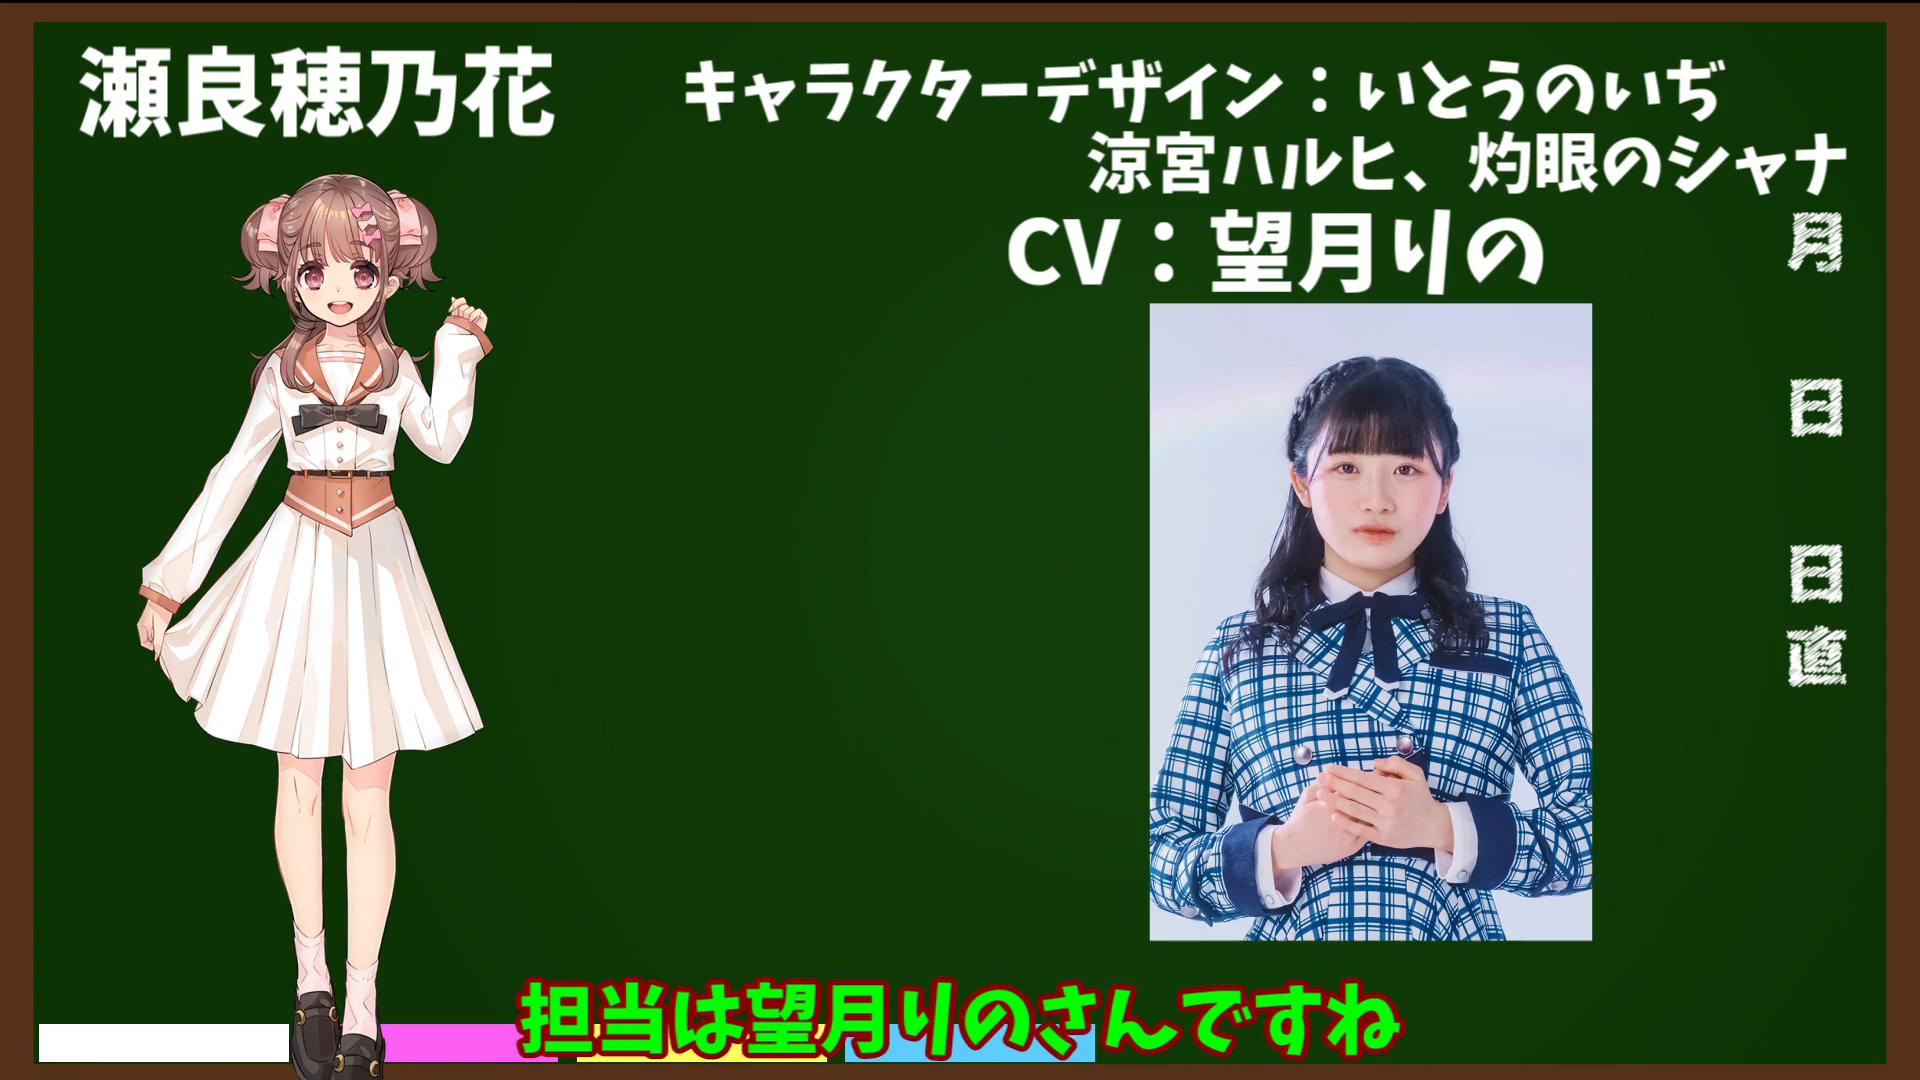 瀬良穂乃花
キャラクターデザイン：いとうのいぢ
涼宮ハルヒ、灼眼のシャナ
CV：望月りの
月
日
日直
担当は望月りのさんですね